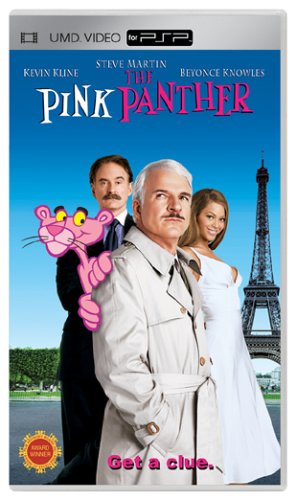 UMD. VIDEO for PSP
STEVE MARTIN
KEVIN KLINE
BEYONCE KNOWLES
THE
PINK PANTHER
AWARD
WINNER
Get a clue.